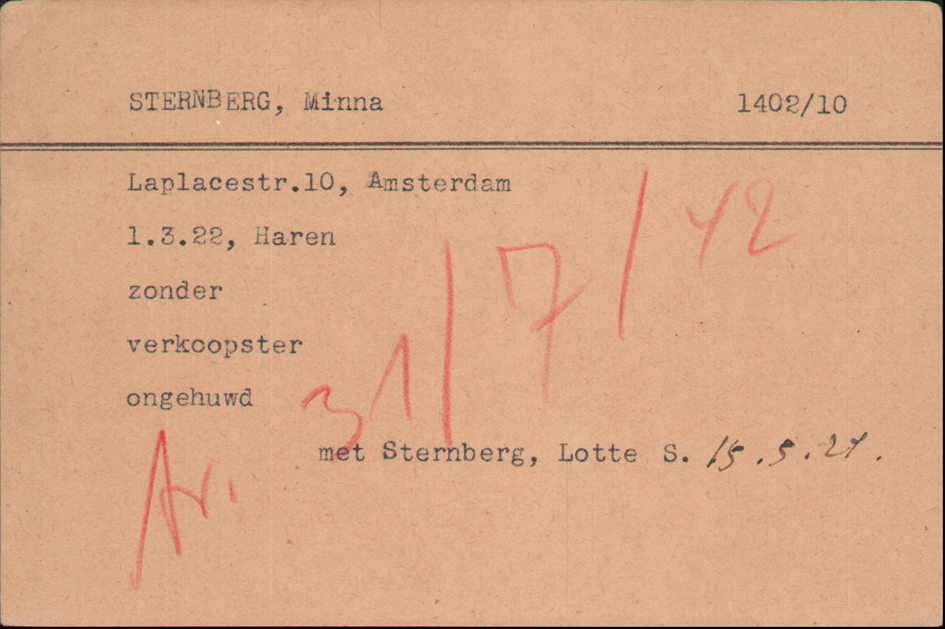 STERNBERG, Minna 1402/10
Laplacestr.10, Amsterdam
1.3.22, Haren
zonder
verkoopster
ongehuwd
31/7/42
met Sternberg, Lotte S. 15.5.21.
Ar.